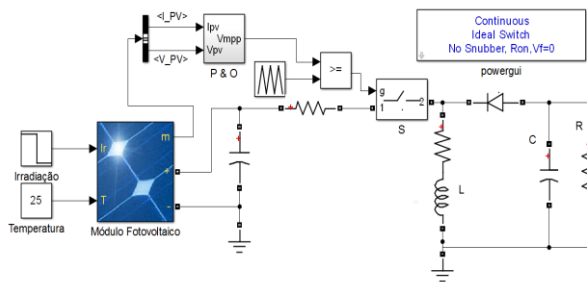 <I_PV>
<V_PV>
Ipv
Vpv
Vmpp
P & O
>=
Continuous
Ideal Switch
No Snubber, Ron,Vf=0
powergui
g
1
2
S
Ir
T
m
+
-
Irradiação
25
Temperatura
Módulo Fotovoltaico
+
+
+
L
C
+
R
+